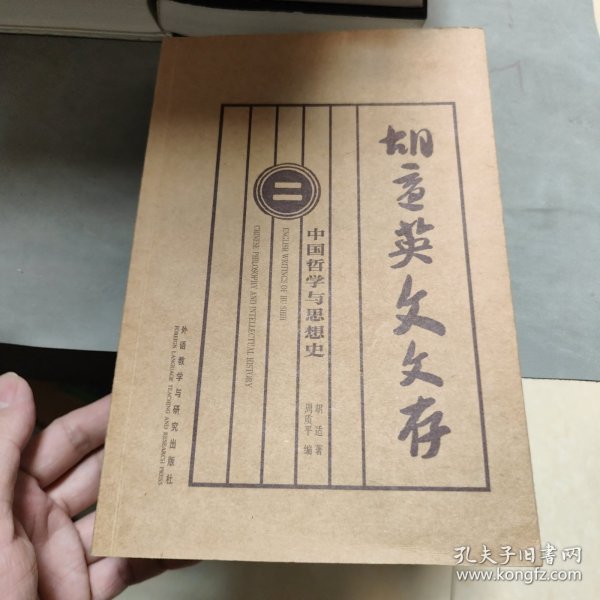 胡适英文文存
二
中国哲学与思想史
ENGLISH WRITINGS OF HU SHIH
CHINESE PHILOSOPHY AND INTELLECTUAL HISTORY
胡适 著
周质平 编
外语教学与研究出版社
FOREIGN LANGUAGE TEACHING AND RESEARCH PRESS
孔夫子旧书网
www.kongfz.com